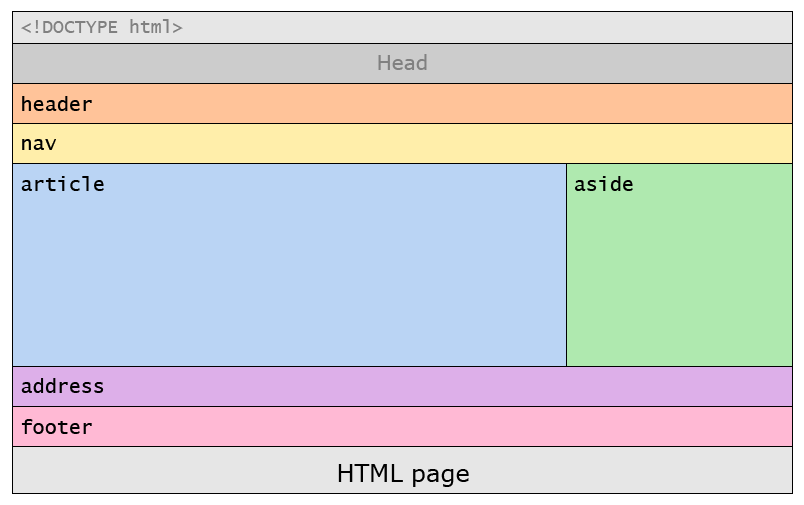 <!DOCTYPE html>
Head
header
nav
article
aside
address
footer
HTML page